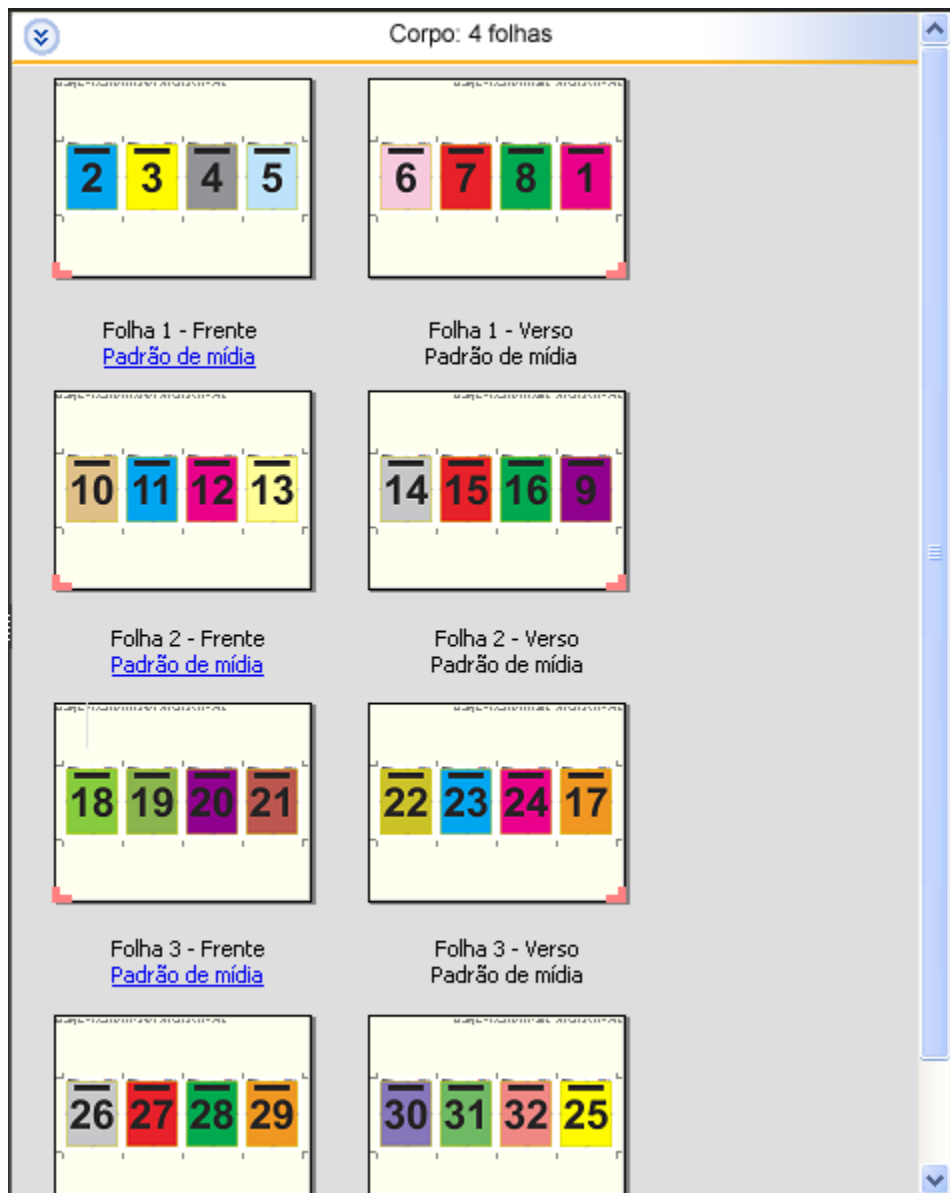 Corpo: 4 folhas
2 3 4 5
6 7 8 1
Folha 1 - Frente
Padrão de mídia
Folha 1 - Verso
Padrão de mídia
10 11 12 13
14 15 16 9
Folha 2 - Frente
Padrão de mídia
Folha 2 - Verso
Padrão de mídia
18 19 20 21
22 23 24 17
Folha 3 - Frente
Padrão de mídia
Folha 3 - Verso
Padrão de mídia
26 27 28 29
30 31 32 25